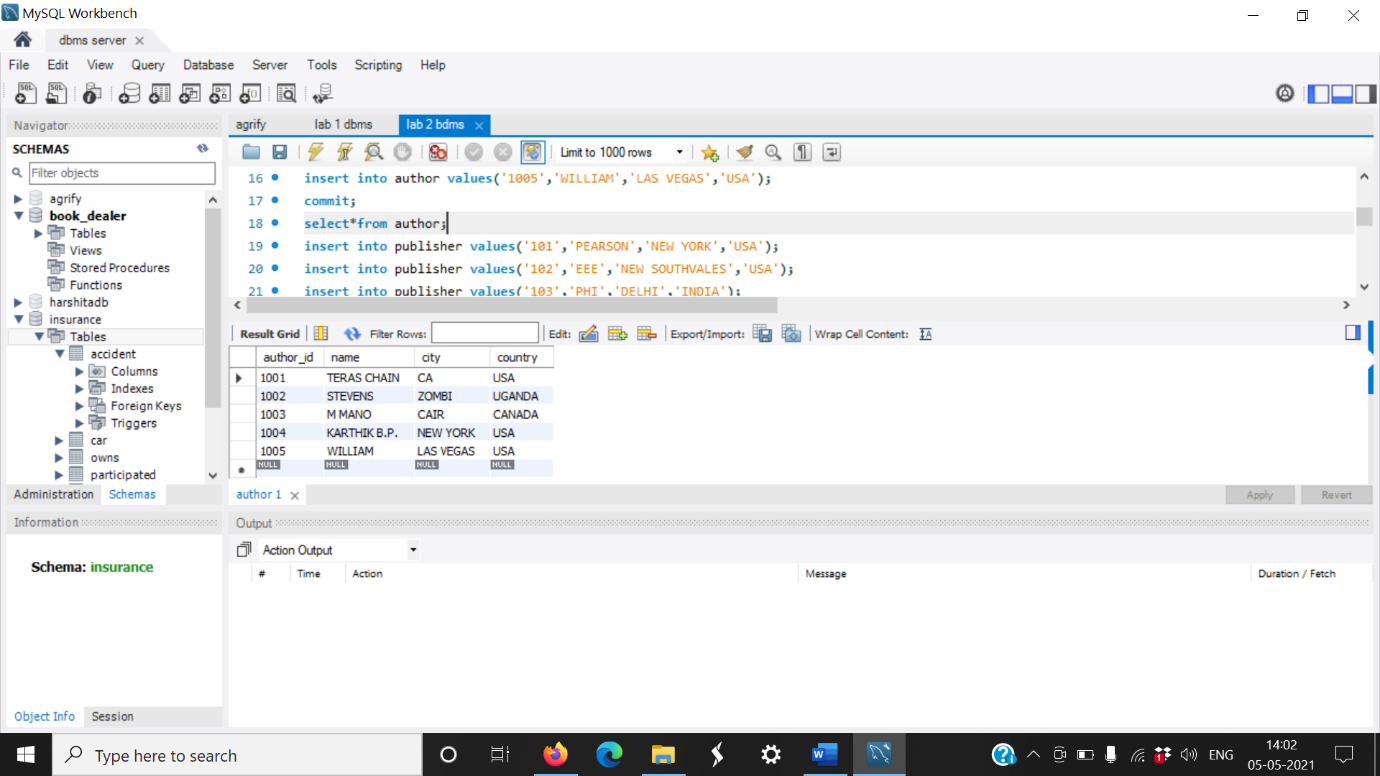 MySQL Workbench
dbms server
File Edit View Query Database Server Tools Scripting Help
Navigator
SCHEMAS
Filter objects
agrify
book_dealer
Tables
Views
Stored Procedures
Functions
harshitadb
insurance
Tables
accident
Columns
Indexes
Foreign Keys
Triggers
car
owns
participated
Administration Schemas
Information
Schema: insurance
Object Info Session
agrify lab 1 dbms lab 2 bdms
Limit to 1000 rows
16 insert into author values('1005','WILLIAM','LAS VEGAS','USA');
17 commit;
18 select*from author;
19 insert into publisher values('101','PEARSON','NEW YORK','USA');
20 insert into publisher values('102','EEE','NEW SOUTHVALES','USA');
21 insert into publisher values('103','PHI','DELHI','INDIA');
Result Grid Filter Rows: Edit: Export/Import: Wrap Cell Content: IA
author_id name city country
1001 TERAS CHAIN CA USA
1002 STEVENS ZOMBI UGANDA
1003 M MANO CAIR CANADA
1004 KARTHIK B.P. NEW YORK USA
1005 WILLIAM LAS VEGAS USA
NULL NULL NULL NULL
author 1
Apply Revert
Output
Action Output
# Time Action Message Duration / Fetch
Type here to search
ENG
14:02
05-05-2021